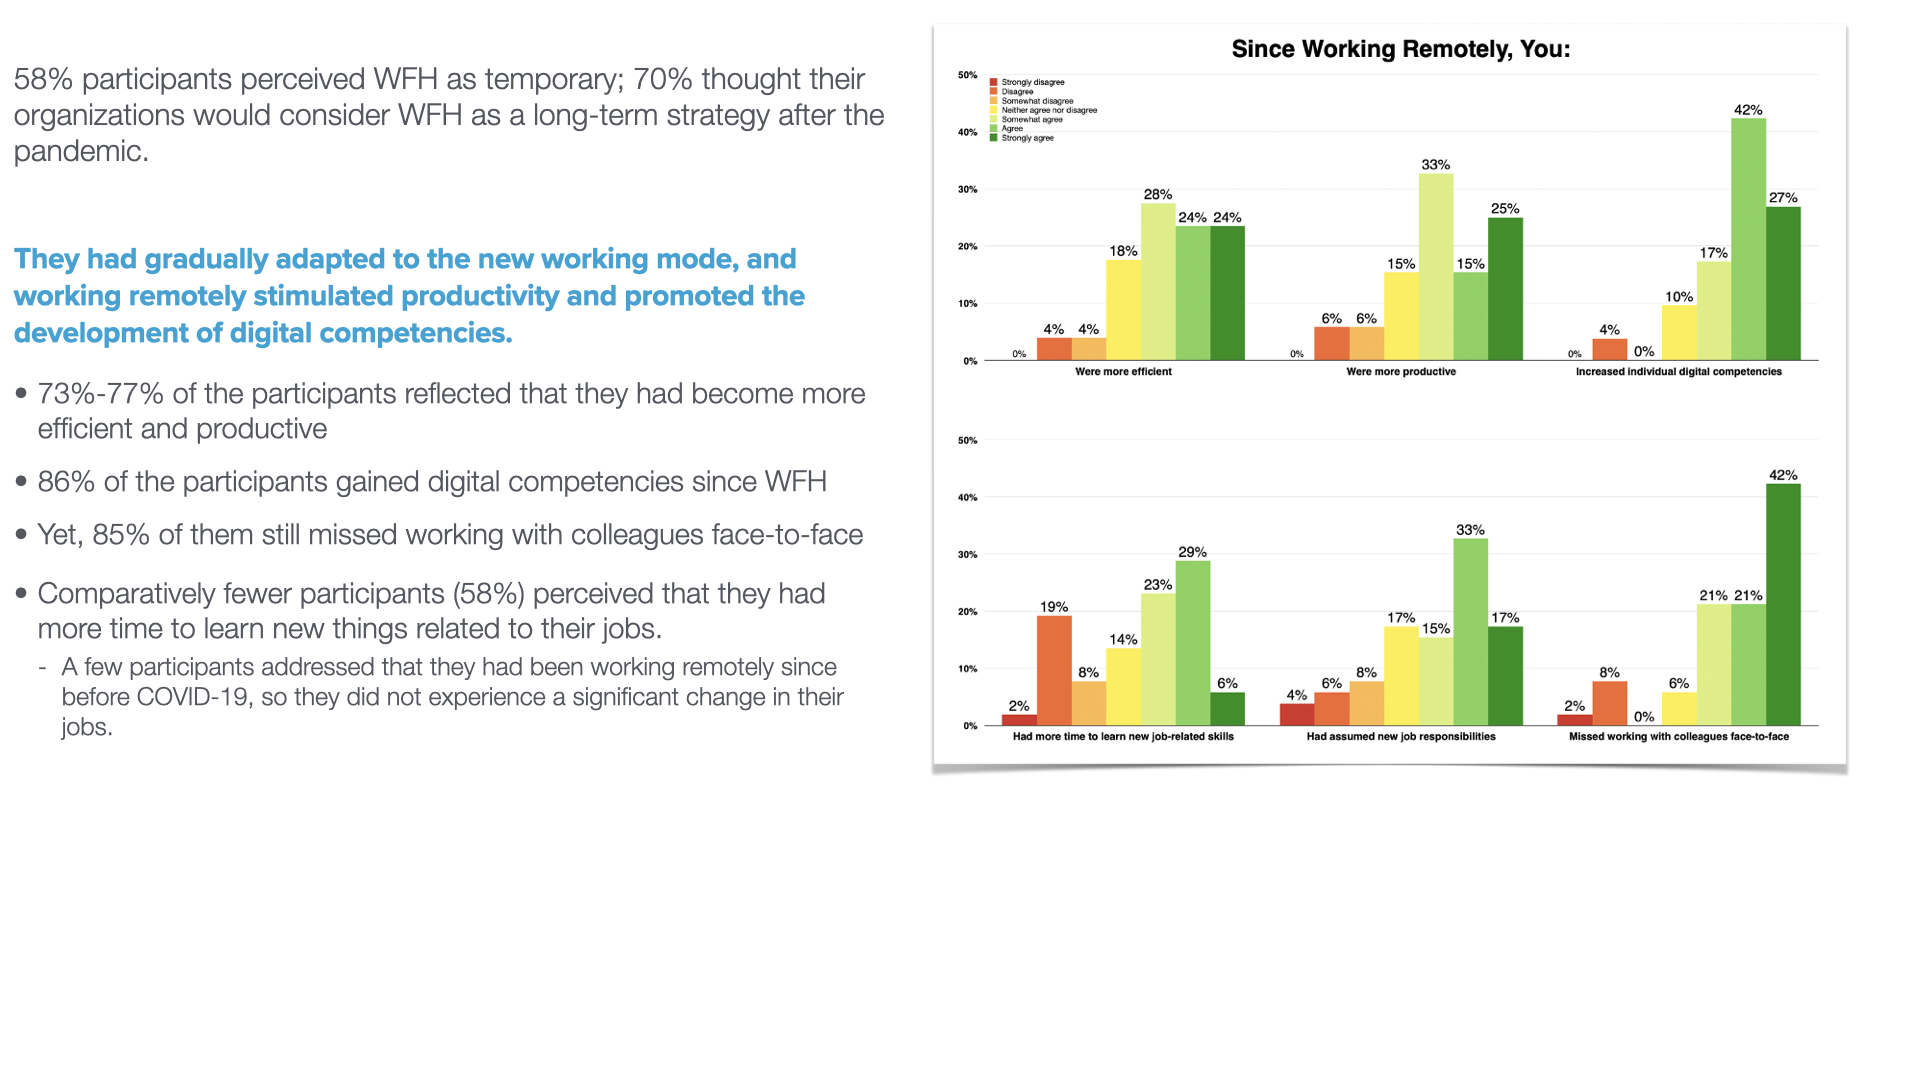 58% participants perceived WFH as temporary; 70% thought their
organizations would consider WFH as a long-term strategy after the
pandemic.
They had gradually adapted to the new working mode, and
working remotely stimulated productivity and promoted the
development of digital competencies.
• 73%-77% of the participants reflected that they had become more
efficient and productive
• 86% of the participants gained digital competencies since WFH
• Yet, 85% of them still missed working with colleagues face-to-face
• Comparatively fewer participants (58%) perceived that they had
more time to learn new things related to their jobs.
- A few participants addressed that they had been working remotely since
before COVID-19, so they did not experience a significant change in their
jobs.
Since Working Remotely, You:
50%
40%
30%
20%
10%
0%
Strongly disagree
Disagree
Somewhat disagree
Neither agree nor disagree
Somewhat agree
Agree
Strongly agree
0% 4% 4% 18% 28% 24% 24%
0% 6% 6% 15% 33% 15% 25%
0% 4% 0% 10% 17% 42% 27%
Were more efficient
Were more productive
Increased individual digital competencies
50%
40%
30%
20%
10%
0%
2% 19% 8% 14% 23% 29% 6%
4% 6% 8% 17% 15% 33% 17%
2% 8% 0% 6% 21% 21% 42%
Had more time to learn new job-related skills
Had assumed new job responsibilities
Missed working with colleagues face-to-face